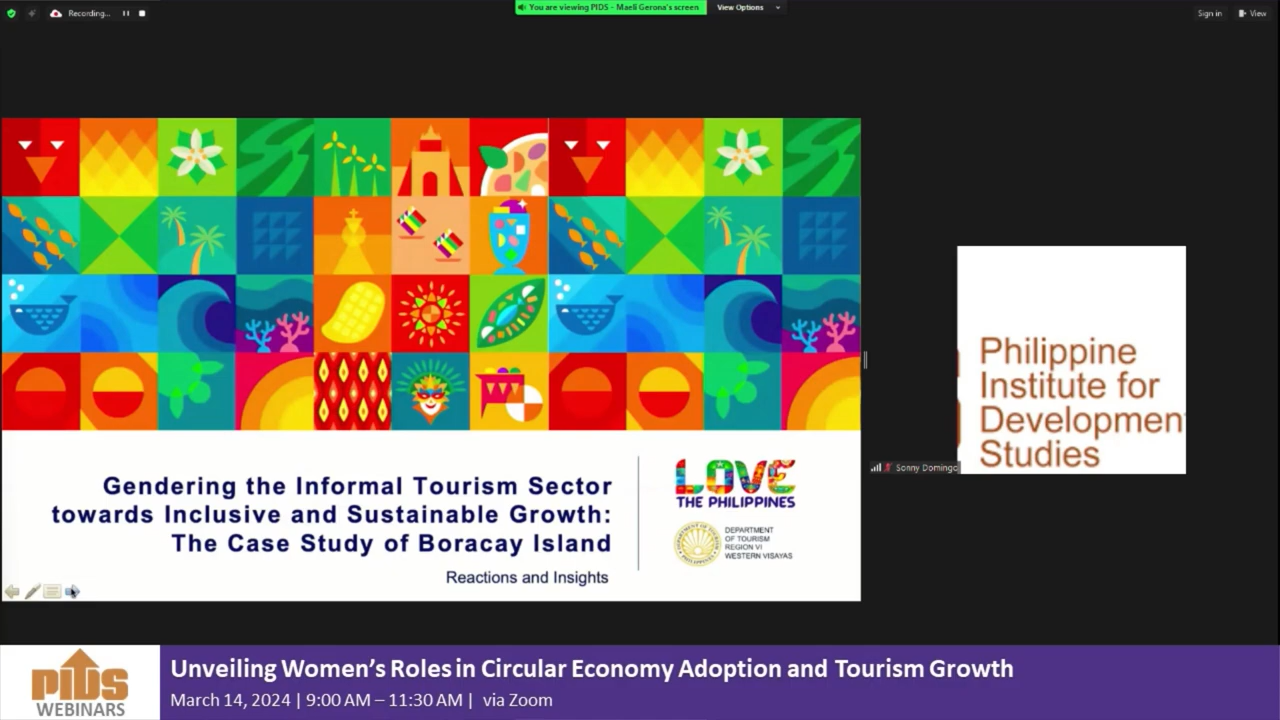 Recording...
You are viewing PIDS - Maeli Gerona's screen
View Options
Sign in
View
Gendering the Informal Tourism Sector
towards Inclusive and Sustainable Growth:
The Case Study of Boracay Island
Reactions and Insights
LOVE
THE PHILIPPINES
DEPARTMENT
OF TOURISM
REGION VI
WESTERN VISAYAS
Philippine
Institute for
Development
Studies
Sonny Domingo
PIDS
WEBINARS
Unveiling Women's Roles in Circular Economy Adoption and Tourism Growth
March 14, 2024 | 9:00 AM – 11:30 AM | via Zoom